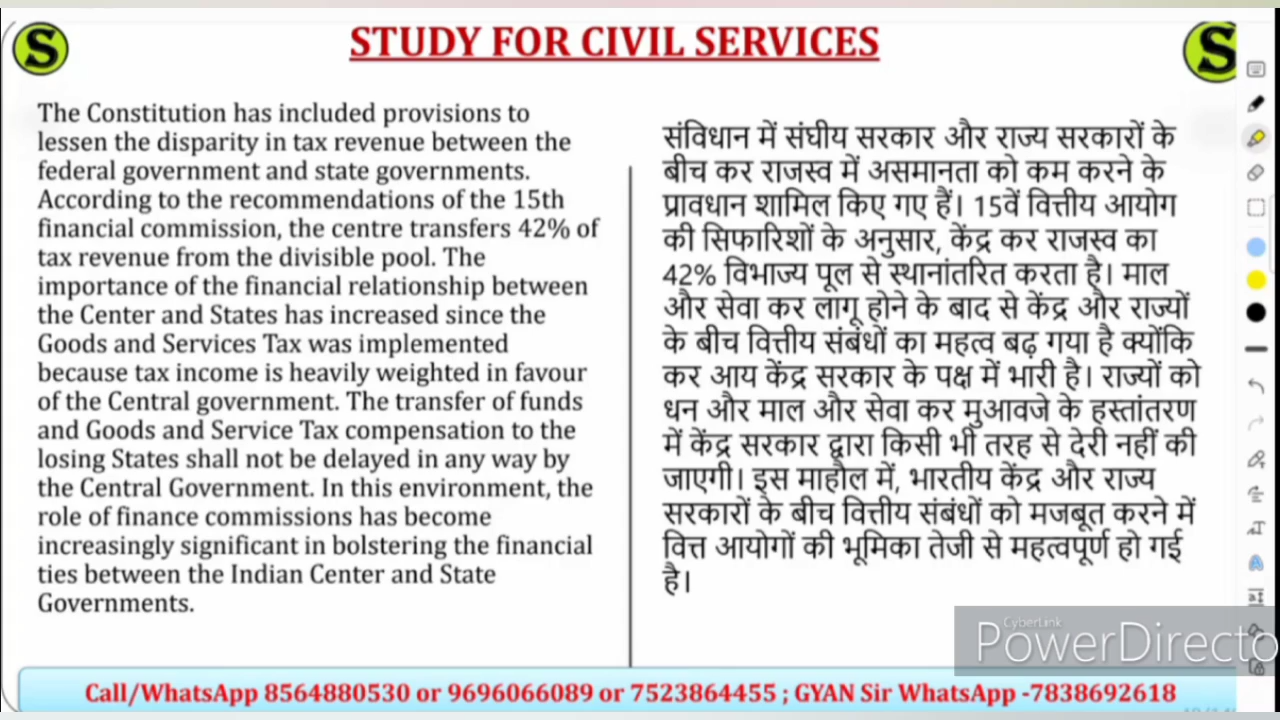 S
STUDY FOR CIVIL SERVICES
S
The Constitution has included provisions to
lessen the disparity in tax revenue between the
federal government and state governments.
According to the recommendations of the 15th
financial commission, the centre transfers 42% of
tax revenue from the divisible pool. The
importance of the financial relationship between
the Center and States has increased since the
Goods and Services Tax was implemented
because tax income is heavily weighted in favour
of the Central government. The transfer of funds
and Goods and Service Tax compensation to the
losing States shall not be delayed in any way by
the Central Government. In this environment, the
role of finance commissions has become
increasingly significant in bolstering the financial
ties between the Indian Center and State
Governments.
संविधान में संघीय सरकार और राज्य सरकारों के
बीच कर राजस्व में असमानता को कम करने के
प्रावधान शामिल किए गए हैं। 15वें वित्तीय आयोग
की सिफारिशों के अनुसार, केंद्र कर राजस्व का
42% विभाज्य पूल से स्थानांतरित करता है। माल
और सेवा कर लागू होने के बाद से केंद्र और राज्यों
के बीच वित्तीय संबंधों का महत्व बढ़ गया है क्योंकि
कर आय केंद्र सरकार के पक्ष में भारी है। राज्यों को
धन और माल और सेवा कर मुआवजे के हस्तांतरण
में केंद्र सरकार द्वारा किसी भी तरह से देरी नहीं की
जाएगी। इस माहौल में, भारतीय केंद्र और राज्य
सरकारों के बीच वित्तीय संबंधों को मजबूत करने में
वित्त आयोगों की भूमिका तेजी से महत्वपूर्ण हो गई
है।
CyberLink
PowerDirecto
Call/WhatsApp 8564880530 or 9696066089 or 7523864455 ; GYAN Sir WhatsApp -7838692618